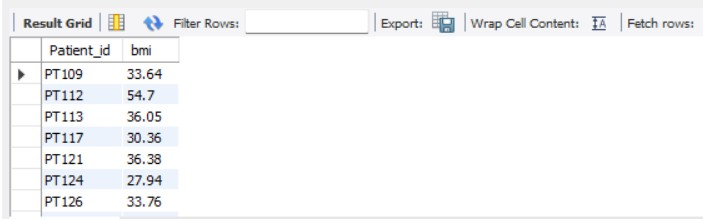 Result Grid Filter Rows: Export: Wrap Cell Content: IA Fetch rows:
Patient_id bmi
PT109 33.64
PT112 54.7
PT113 36.05
PT117 30.36
PT121 36.38
PT124 27.94
PT126 33.76